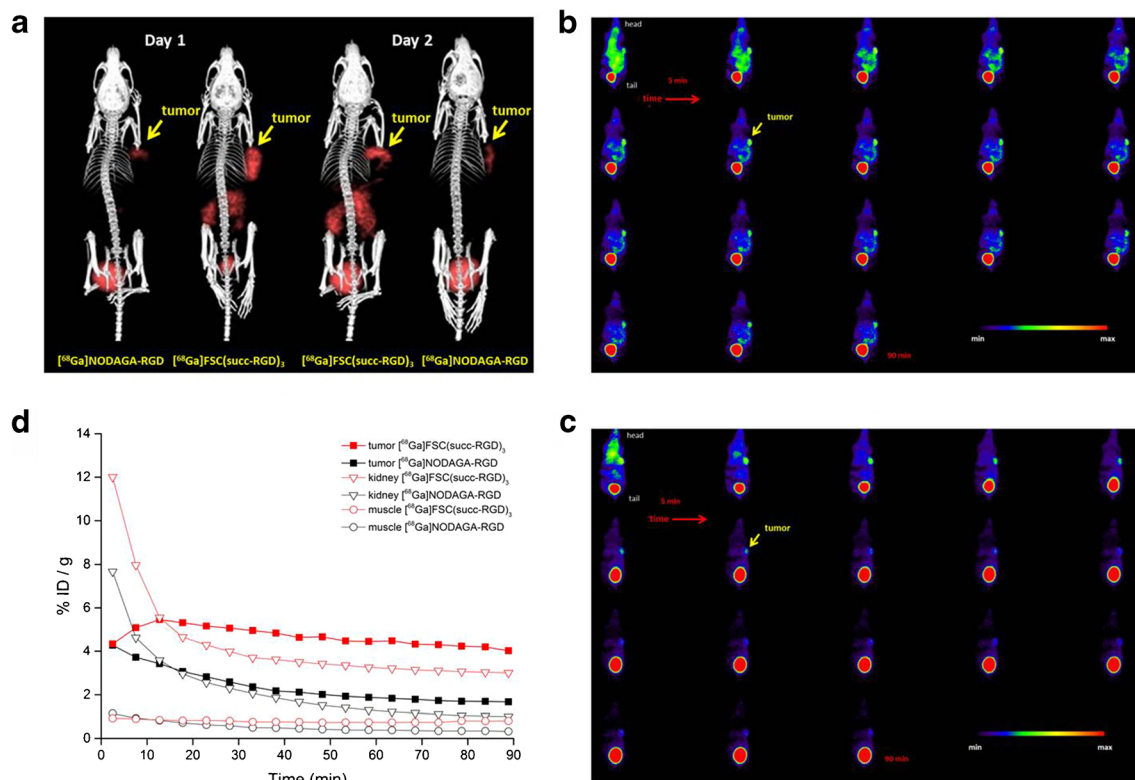 a
Day 1
Day 2
tumor
tumor
tumor
tumor
[⁶⁸Ga]NODAGA-RGD
[⁶⁸Ga]FSC(succ-RGD)₃
[⁶⁸Ga]FSC(succ-RGD)₃
[⁶⁸Ga]NODAGA-RGD
b
head
tail
5 min
time
tumor
90 min
min
max
d
14
12
10
8
6
4
2
0
% ID / g
tumor [⁶⁸Ga]FSC(succ-RGD)₃
tumor [⁶⁸Ga]NODAGA-RGD
kidney [⁶⁸Ga]FSC(succ-RGD)₃
kidney [⁶⁸Ga]NODAGA-RGD
muscle [⁶⁸Ga]FSC(succ-RGD)₃
muscle [⁶⁸Ga]NODAGA-RGD
0 10 20 30 40 50 60 70 80 90
Time (min)
c
head
tail
5 min
time
tumor
90 min
min
max